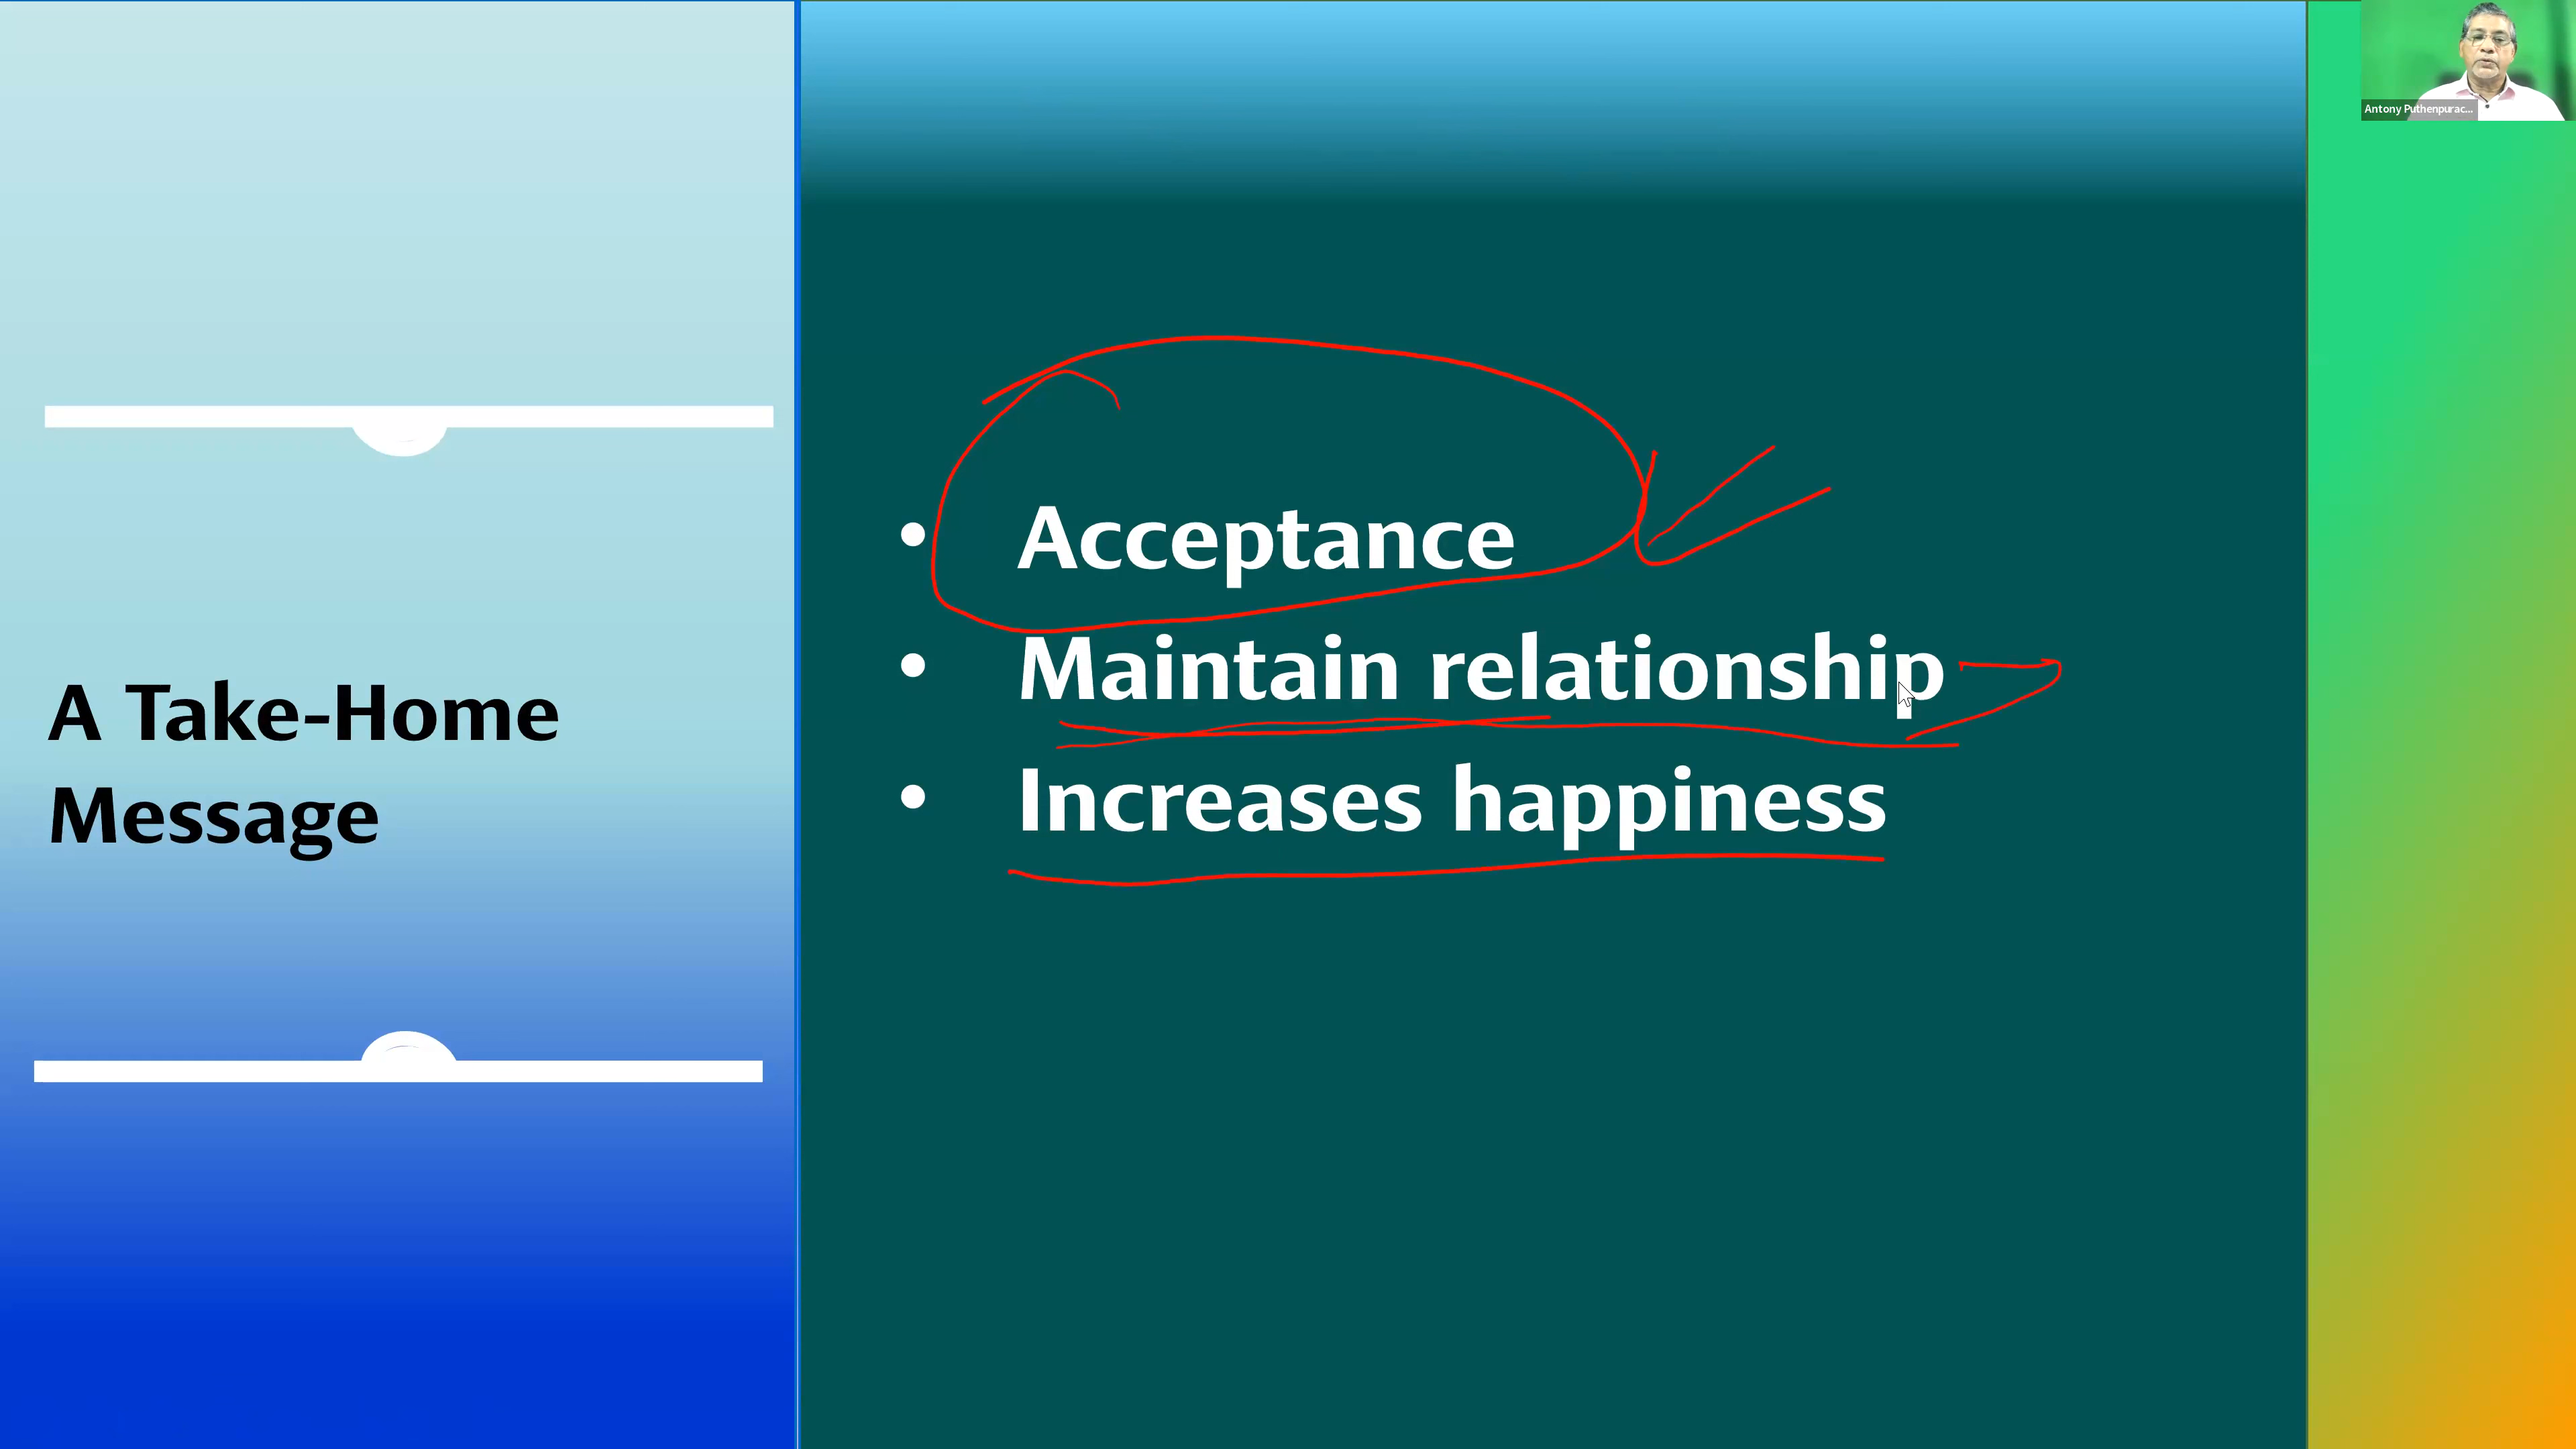 A Take-Home
Message
• Acceptance
• Maintain relationship
• Increases happiness
Antony Puthenpurac...